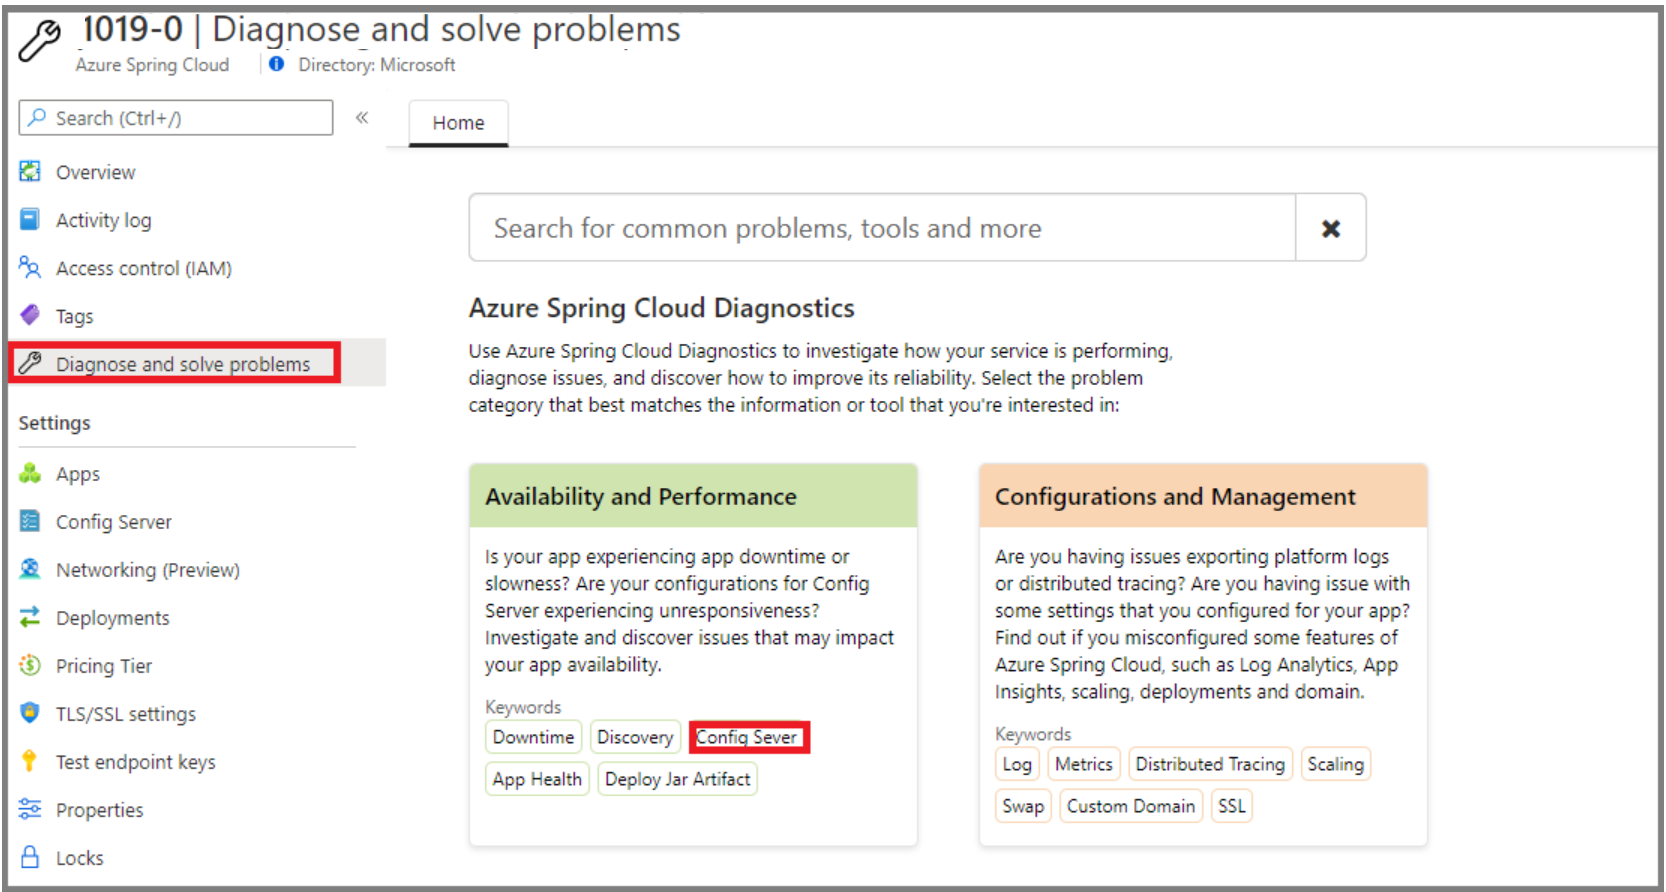 1019-0 | Diagnose and solve problems
Azure Spring Cloud
Directory: Microsoft
Search (Ctrl+/)
«
Overview
Activity log
Access control (IAM)
Tags
Diagnose and solve problems
Settings
Apps
Config Server
Networking (Preview)
Deployments
Pricing Tier
TLS/SSL settings
Test endpoint keys
Properties
Locks
Home
Search for common problems, tools and more
Azure Spring Cloud Diagnostics
Use Azure Spring Cloud Diagnostics to investigate how your service is performing,
diagnose issues, and discover how to improve its reliability. Select the problem
category that best matches the information or tool that you're interested in:
Availability and Performance
Is your app experiencing app downtime or
slowness? Are your configurations for Config
Server experiencing unresponsiveness?
Investigate and discover issues that may impact
your app availability.
Keywords
Downtime Discovery Config Sever
App Health Deploy Jar Artifact
Configurations and Management
Are you having issues exporting platform logs
or distributed tracing? Are you having issue with
some settings that you configured for your app?
Find out if you misconfigured some features of
Azure Spring Cloud, such as Log Analytics, App
Insights, scaling, deployments and domain.
Keywords
Log Metrics Distributed Tracing Scaling
Swap Custom Domain SSL